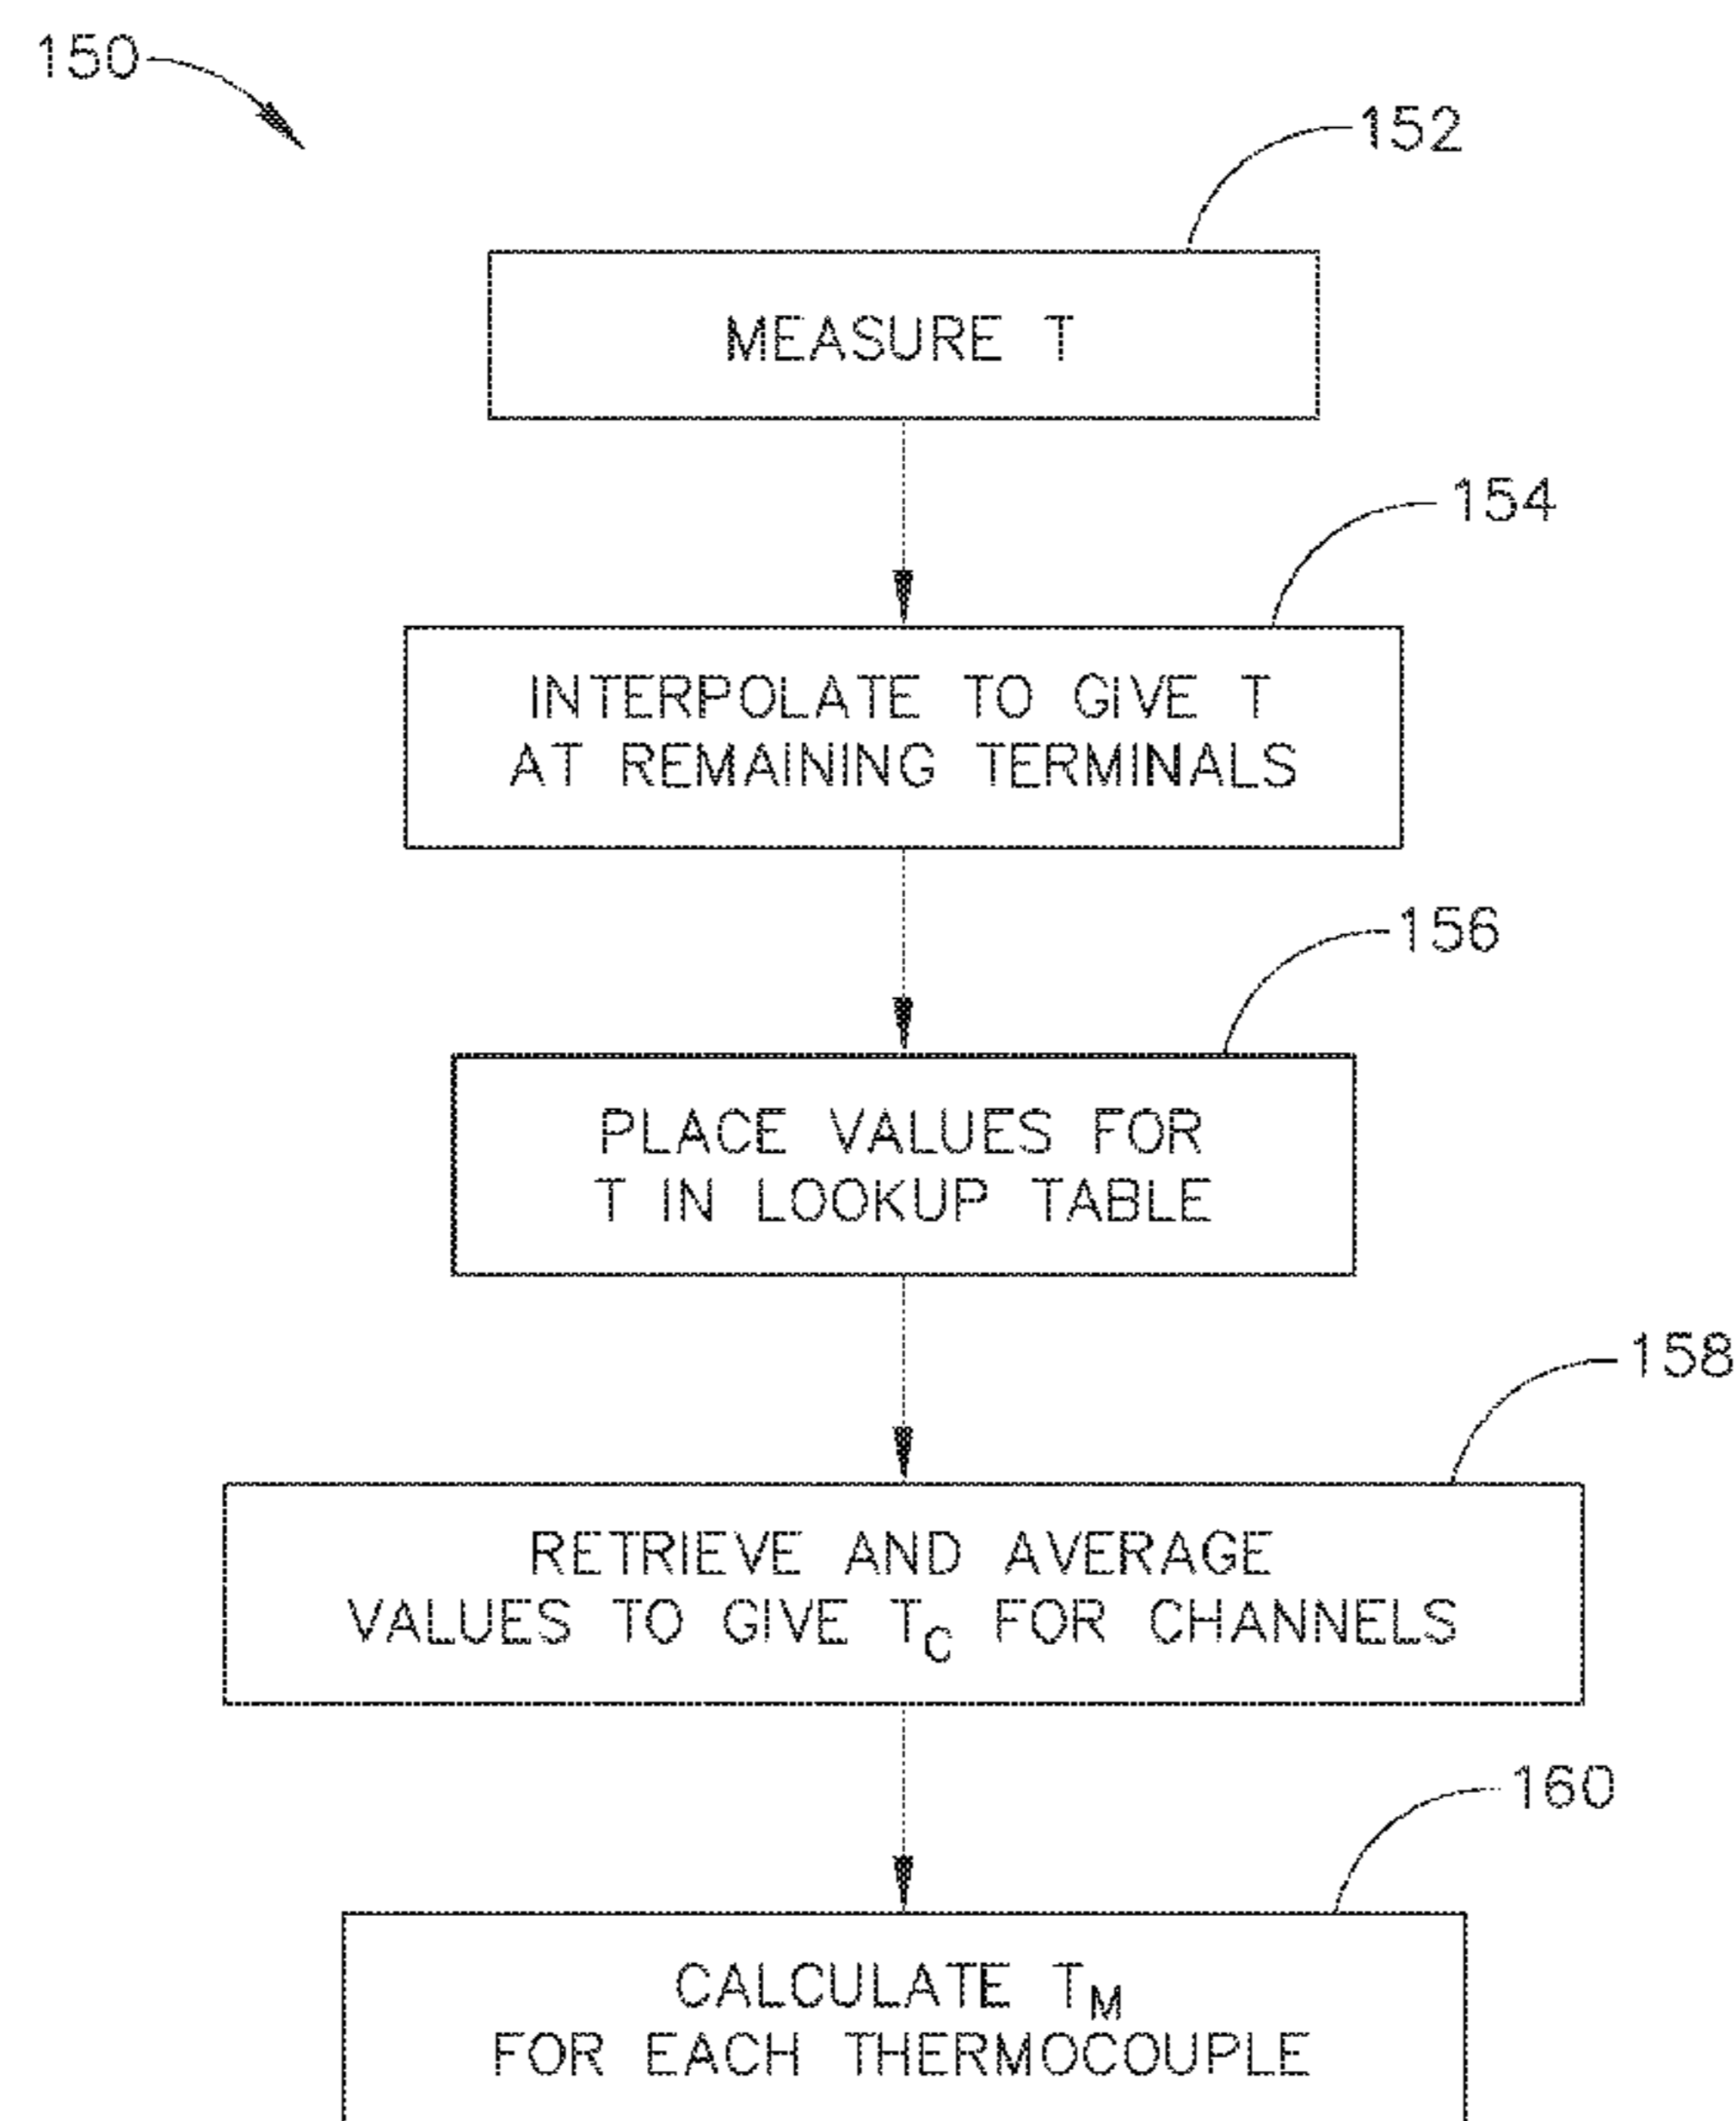 150
152
MEASURE T
154
INTERPOLATE TO GIVE T
AT REMAINING TERMINALS
156
PLACE VALUES FOR
T IN LOOKUP TABLE
158
RETRIEVE AND AVERAGE
VALUES TO GIVE TC FOR CHANNELS
160
CALCULATE TM
FOR EACH THERMOCOUPLE